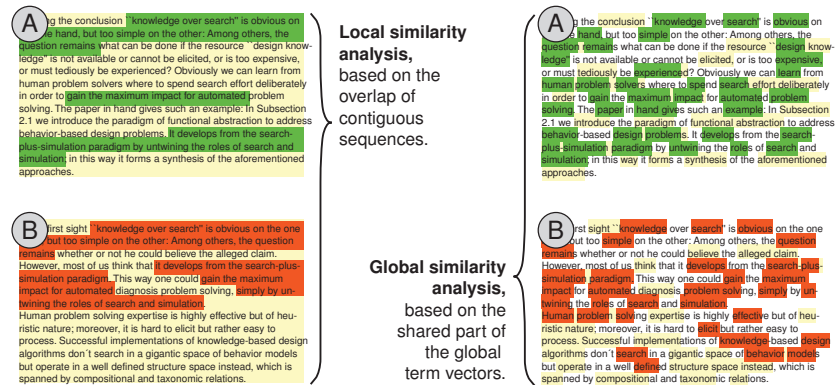 A
ng the conclusion ``knowledge over search'' is obvious on
e hand, but too simple on the other: Among others, the
question remains what can be done if the resource ``design know-
ledge'' is not available or cannot be elicited, or is too expensive,
or must tediously be experienced? Obviously we can learn from
human problem solvers where to spend search effort deliberately
in order to gain the maximum impact for automated problem
solving. The paper in hand gives such an example: In Subsection
2.1 we introduce the paradigm of functional abstraction to address
behavior-based design problems. It develops from the search-
plus-simulation paradigm by untwining the roles of search and
simulation; in this way it forms a synthesis of the aforementioned
approaches.
B
first sight ``knowledge over search'' is obvious on the one
but too simple on the other: Among others, the question
remains whether or not he could believe the alleged claim.
However, most of us think that it develops from the search-plus-
simulation paradigm. This way one could gain the maximum
impact for automated diagnosis problem solving, simply by un-
twining the roles of search and simulation.
Human problem solving expertise is highly effective but of heu-
ristic nature; moreover, it is hard to elicit but rather easy to
process. Successful implementations of knowledge-based design
algorithms don´t search in a gigantic space of behavior models
but operate in a well defined structure space instead, which is
spanned by compositional and taxonomic relations.
Local similarity
analysis,
based on the
overlap of
contiguous
sequences.
Global similarity
analysis,
based on the
shared part of
the global
term vectors.
A
g the conclusion ``knowledge over search'' is obvious on
e hand, but too simple on the other: Among others, the
question remains what can be done if the resource ``design know-
ledge'' is not available or cannot be elicited, or is too expensive,
or must tediously be experienced? Obviously we can learn from
human problem solvers where to spend search effort deliberately
in order to gain the maximum impact for automated problem
solving. The paper in hand gives such an example: In Subsection
2.1 we introduce the paradigm of functional abstraction to address
behavior-based design problems. It develops from the search-
plus-simulation paradigm by untwining the roles of search and
simulation; in this way it forms a synthesis of the aforementioned
approaches.
B
rst sight ``knowledge over search'' is obvious on the one
out too simple on the other: Among others, the question
remains whether or not he could believe the alleged claim.
However, most of us think that it develops from the search-plus-
simulation paradigm. This way one could gain the maximum
impact for automated diagnosis problem solving, simply by un-
twining the roles of search and simulation.
Human problem solving expertise is highly effective but of heu-
ristic nature; moreover, it is hard to elicit but rather easy to
process. Successful implementations of knowledge-based design
algorithms don´t search in a gigantic space of behavior models
but operate in a well defined structure space instead, which is
spanned by compositional and taxonomic relations.